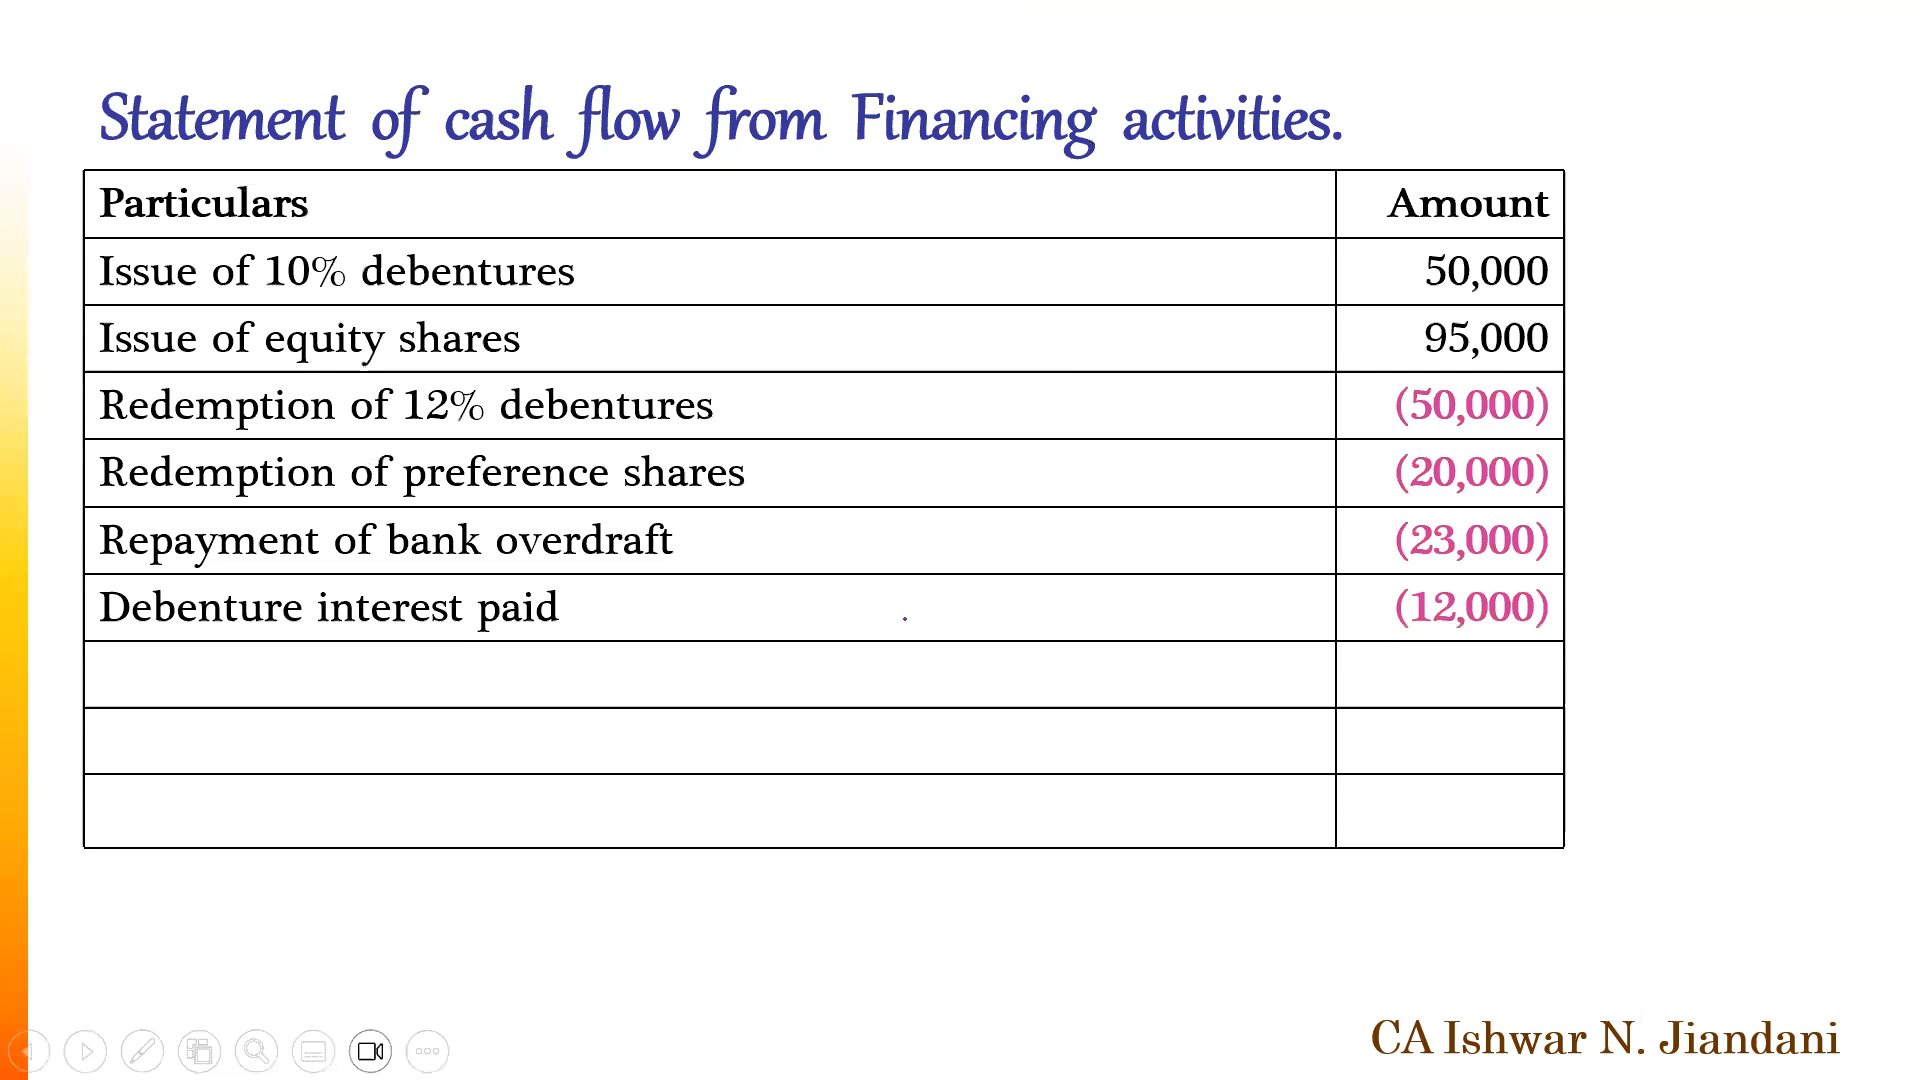 Statement of cash flow from Financing activities.
Particulars Amount
Issue of 10% debentures 50,000
Issue of equity shares 95,000
Redemption of 12% debentures (50,000)
Redemption of preference shares (20,000)
Repayment of bank overdraft (23,000)
Debenture interest paid (12,000)
CA Ishwar N. Jiandani